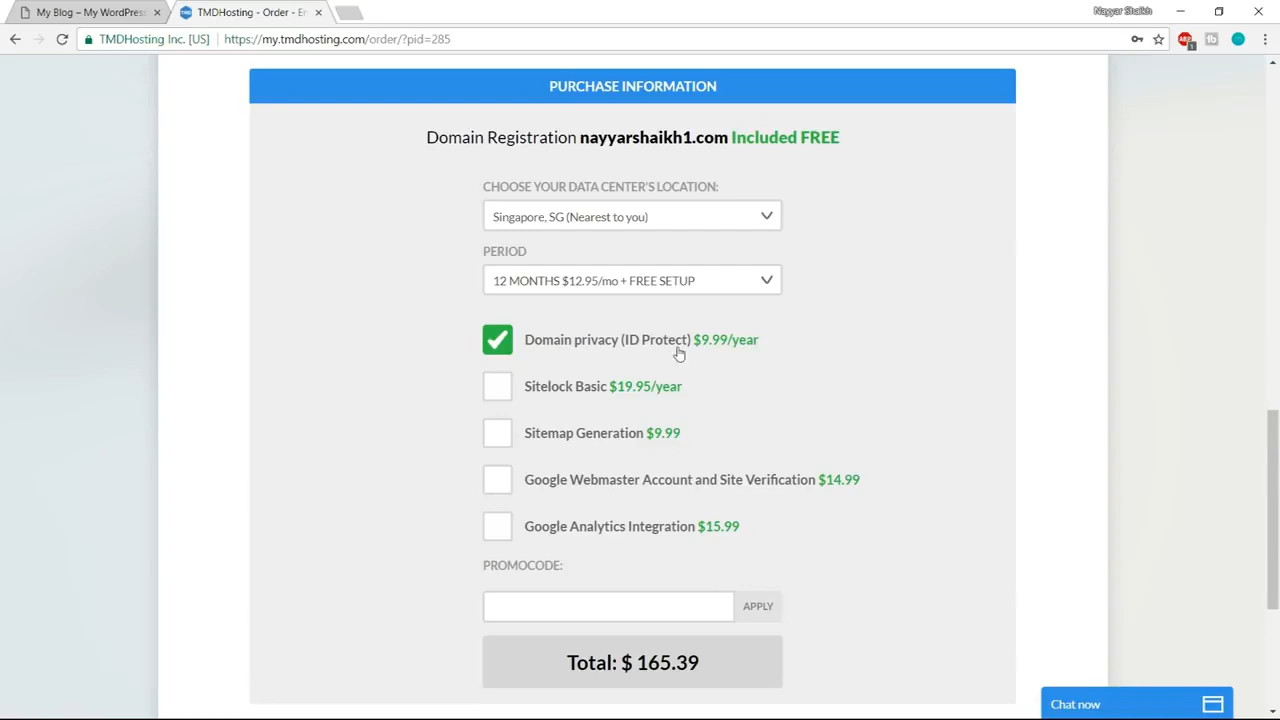 My Blog – My WordPress
TMDHosting - Order - En
Nayyar Shaikh
TMDHosting Inc. [US]
https://my.tmdhosting.com/order/?pid=285
PURCHASE INFORMATION
Domain Registration nayyarshaikh1.com Included FREE
CHOOSE YOUR DATA CENTER'S LOCATION:
Singapore, SG (Nearest to you)
PERIOD
12 MONTHS $12.95/mo + FREE SETUP
Domain privacy (ID Protect) $9.99/year
Sitelock Basic $19.95/year
Sitemap Generation $9.99
Google Webmaster Account and Site Verification $14.99
Google Analytics Integration $15.99
PROMOCODE:
APPLY
Total: $ 165.39
Chat now